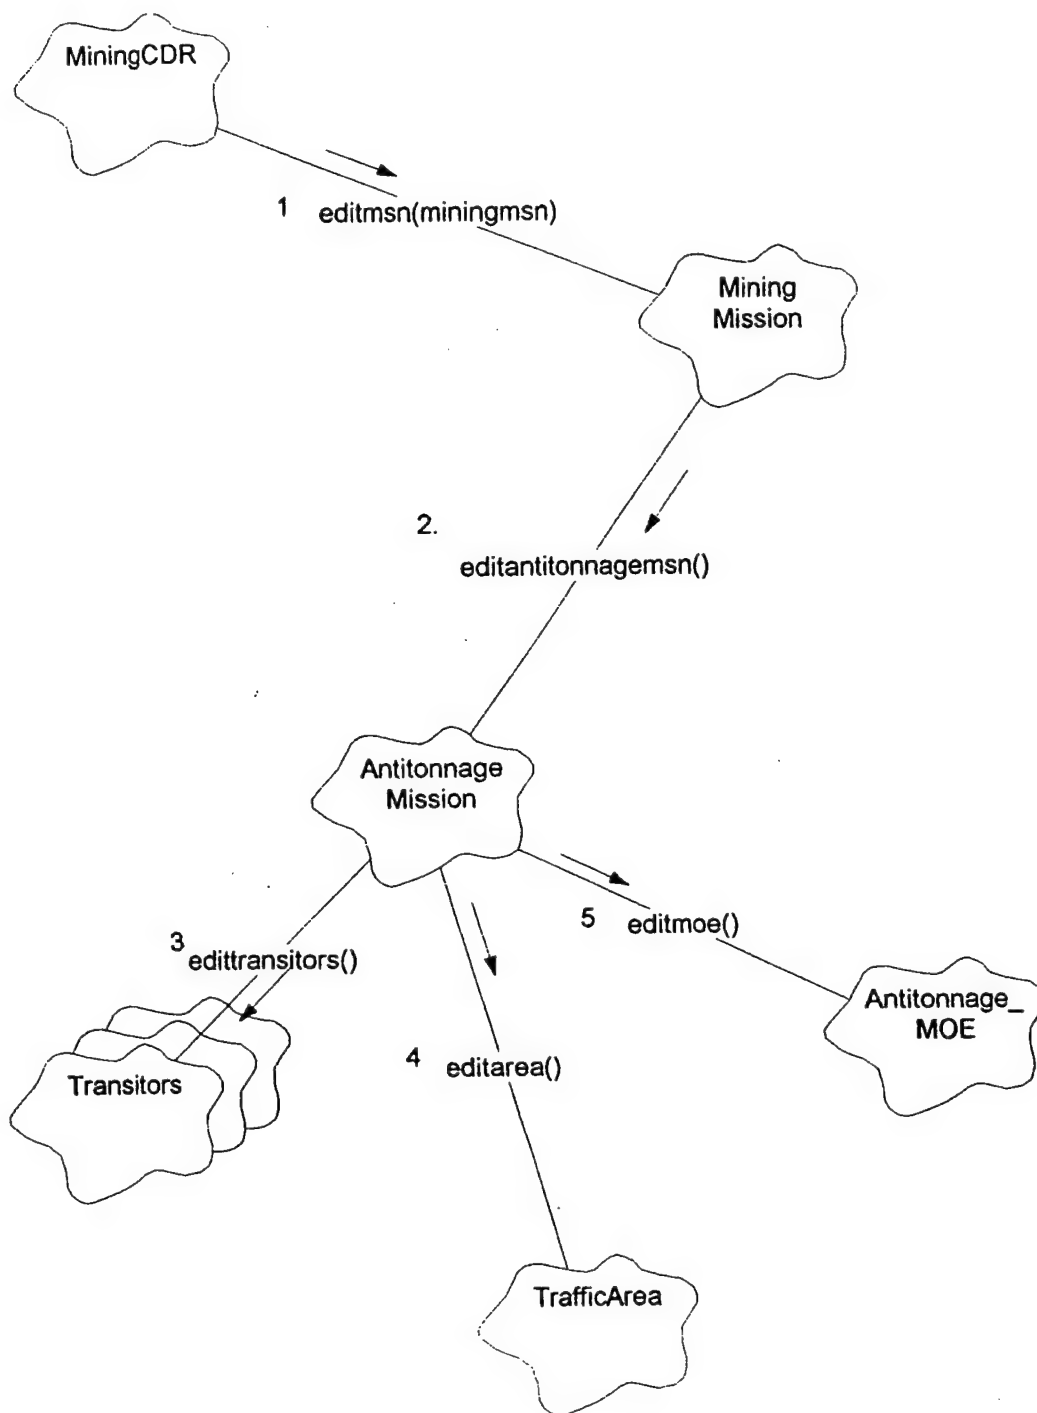 MiningCDR
1 editmsn(miningmsn)
Mining
Mission
2.
editantitonnagemsn()
Antitonnage
Mission
5 editmoe()
3
edittransitors()
Antitonnage_
MOE
4 editarea()
Transitors
TrafficArea